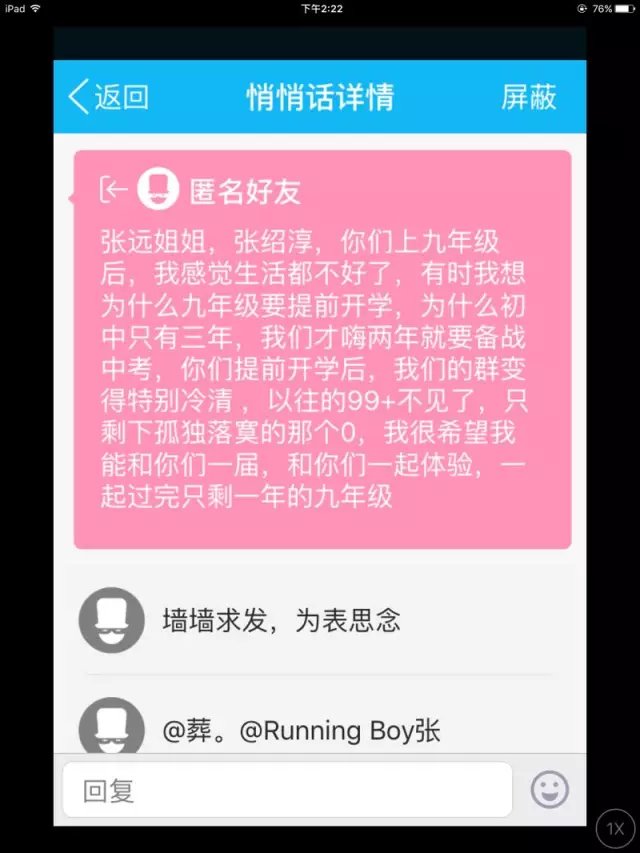 iPad 下午2:22 76%
返回 悄悄话详情 屏蔽
匿名好友
张远姐姐，张绍淳，你们上九年级
后，我感觉生活都不好了，有时我想
为什么九年级要提前开学，为什么初
中只有三年，我们才嗨两年就要备战
中考，你们提前开学后，我们的群变
得特别冷清 ，以往的99+不见了，只
剩下孤独落寞的那个0，我很希望我
能和你们一届，和你们一起体验，一
起过完只剩一年的九年级
墙墙求发，为表思念
@葬。@Running Boy张
回复
1X